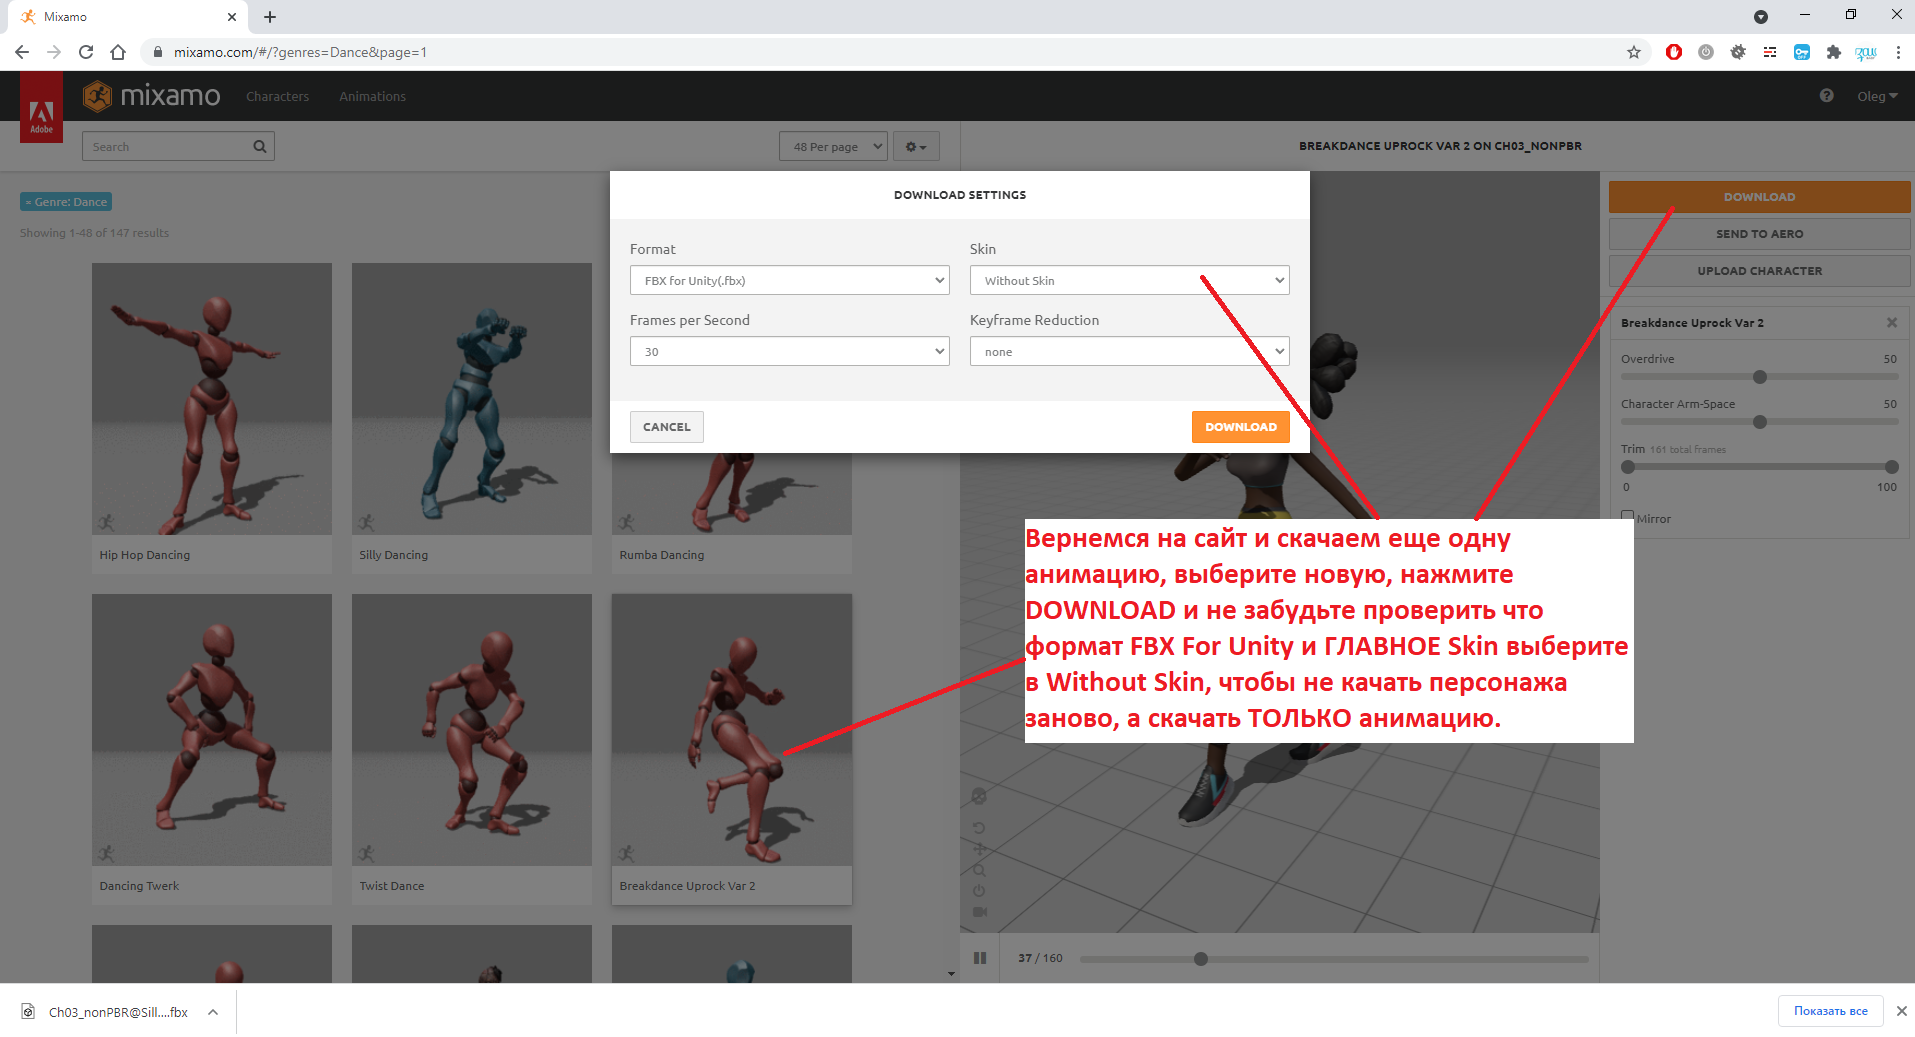 Mixamo
mixamo.com/#/?genres=Dance&page=1
Adobe
mixamo
Characters
Animations
Oleg
Search
48 Per page
BREAKDANCE UPROCK VAR 2 ON CH03_NONPBR
× Genre: Dance
Showing 1-48 of 147 results
DOWNLOAD SETTINGS
Format
Skin
FBX for Unity(.fbx)
Without Skin
Frames per Second
Keyframe Reduction
30
none
CANCEL
DOWNLOAD
DOWNLOAD
SEND TO AERO
UPLOAD CHARACTER
Breakdance Uprock Var 2
Overdrive 50
Character Arm-Space 50
Trim 161 total frames
0 100
Mirror
Hip Hop Dancing
Silly Dancing
Rumba Dancing
Вернемся на сайт и скачаем еще одну
анимацию, выберите новую, нажмите
DOWNLOAD и не забудьте проверить что
формат FBX For Unity и ГЛАВНОЕ Skin выберите
в Without Skin, чтобы не качать персонажа
заново, а скачать ТОЛЬКО анимацию.
Dancing Twerk
Twist Dance
Breakdance Uprock Var 2
37 / 160
Ch03_nonPBR@Sill....fbx
Показать все